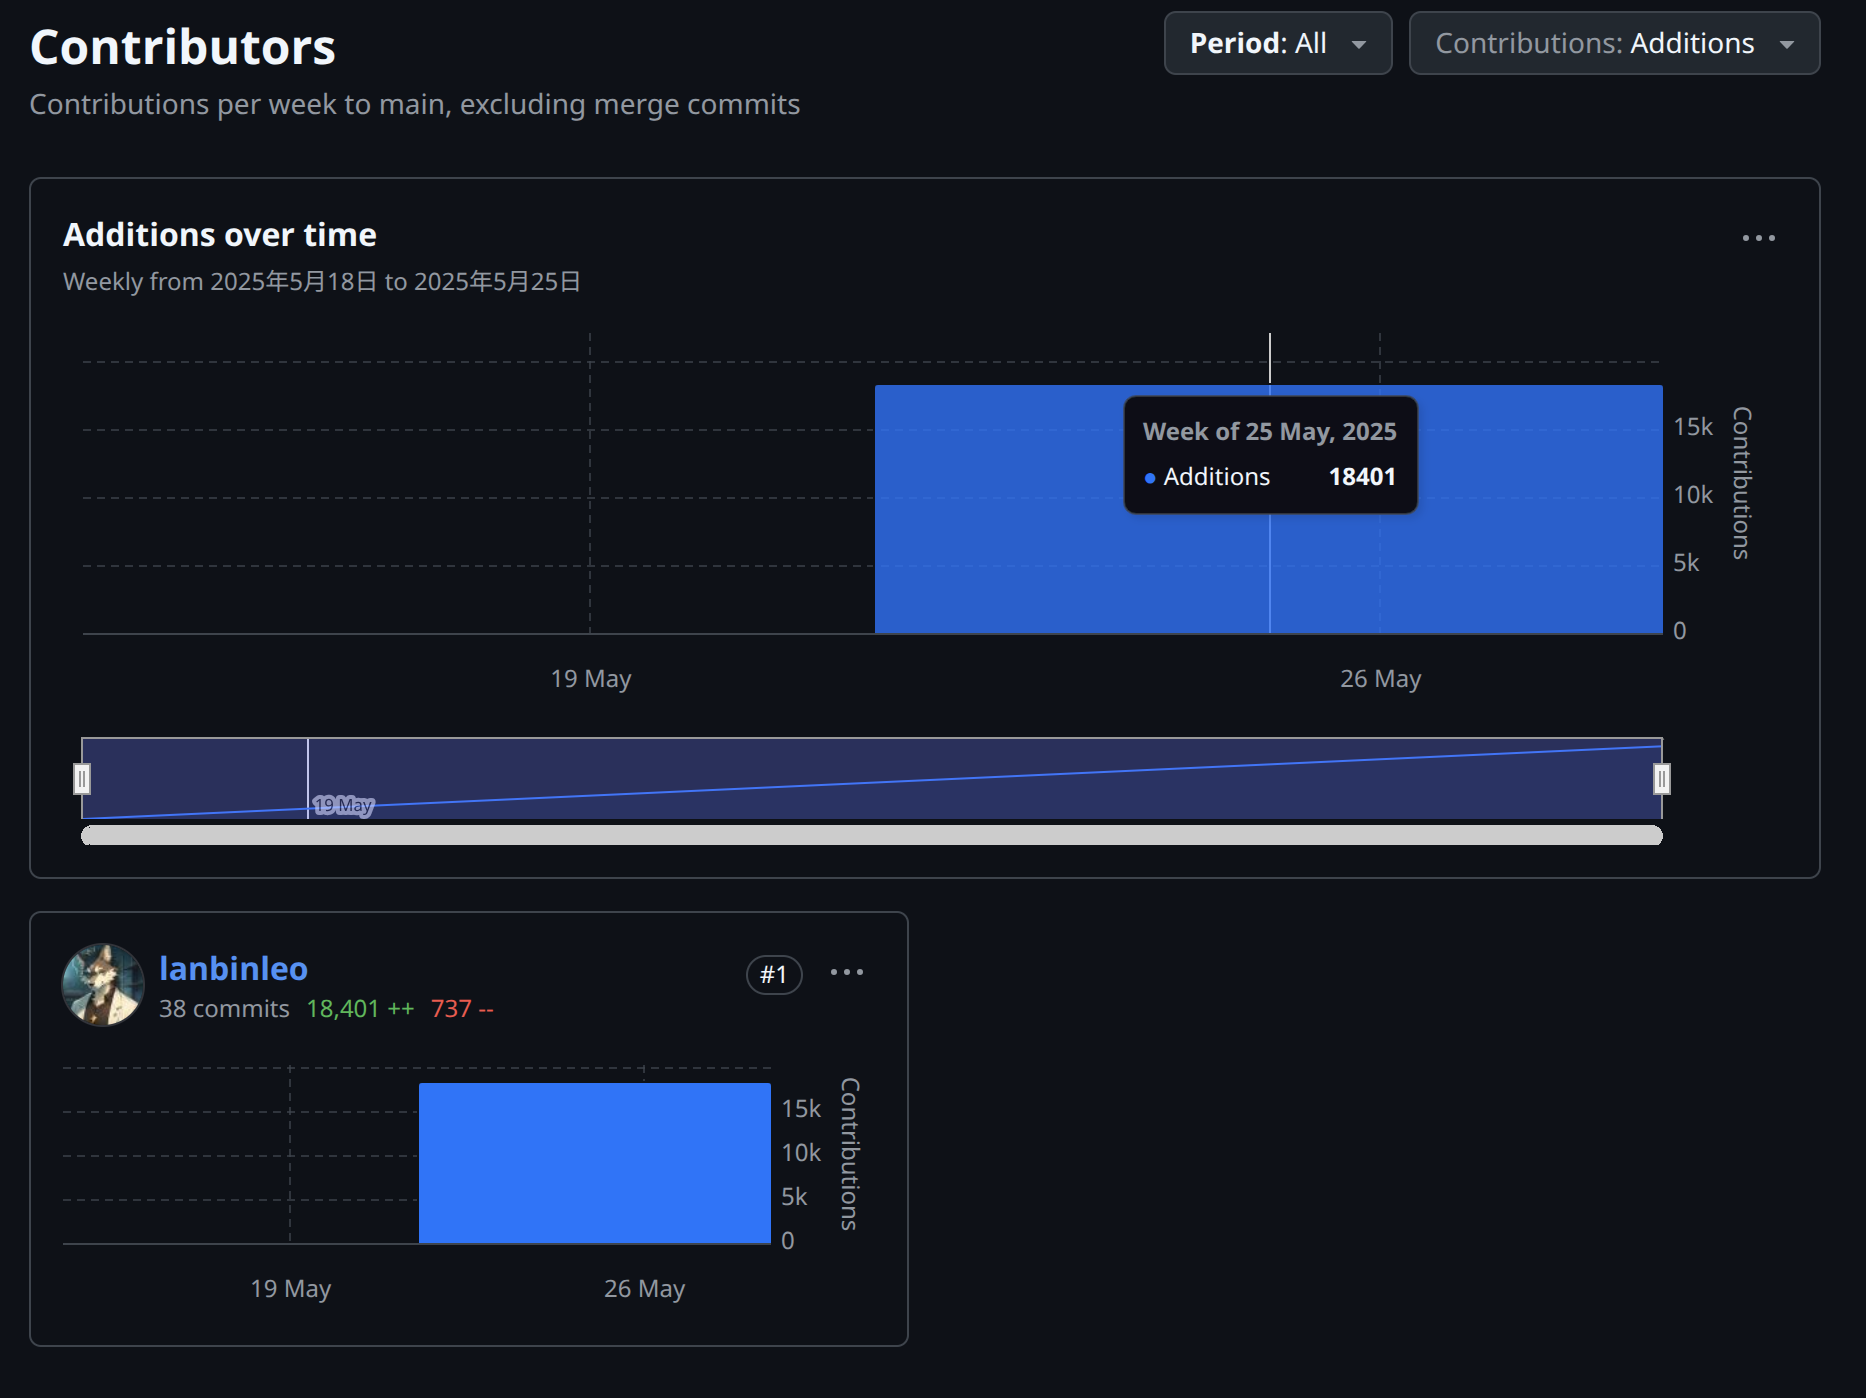 Contributors
Period: All
Contributions: Additions
Contributions per week to main, excluding merge commits
Additions over time
Weekly from 2025年5月18日 to 2025年5月25日
Week of 25 May, 2025
Additions 18401
15k
10k
5k
0
Contributions
19 May
26 May
19 May
lanbinleo
#1
38 commits 18,401 ++ 737 --
15k
10k
5k
0
Contributions
19 May
26 May